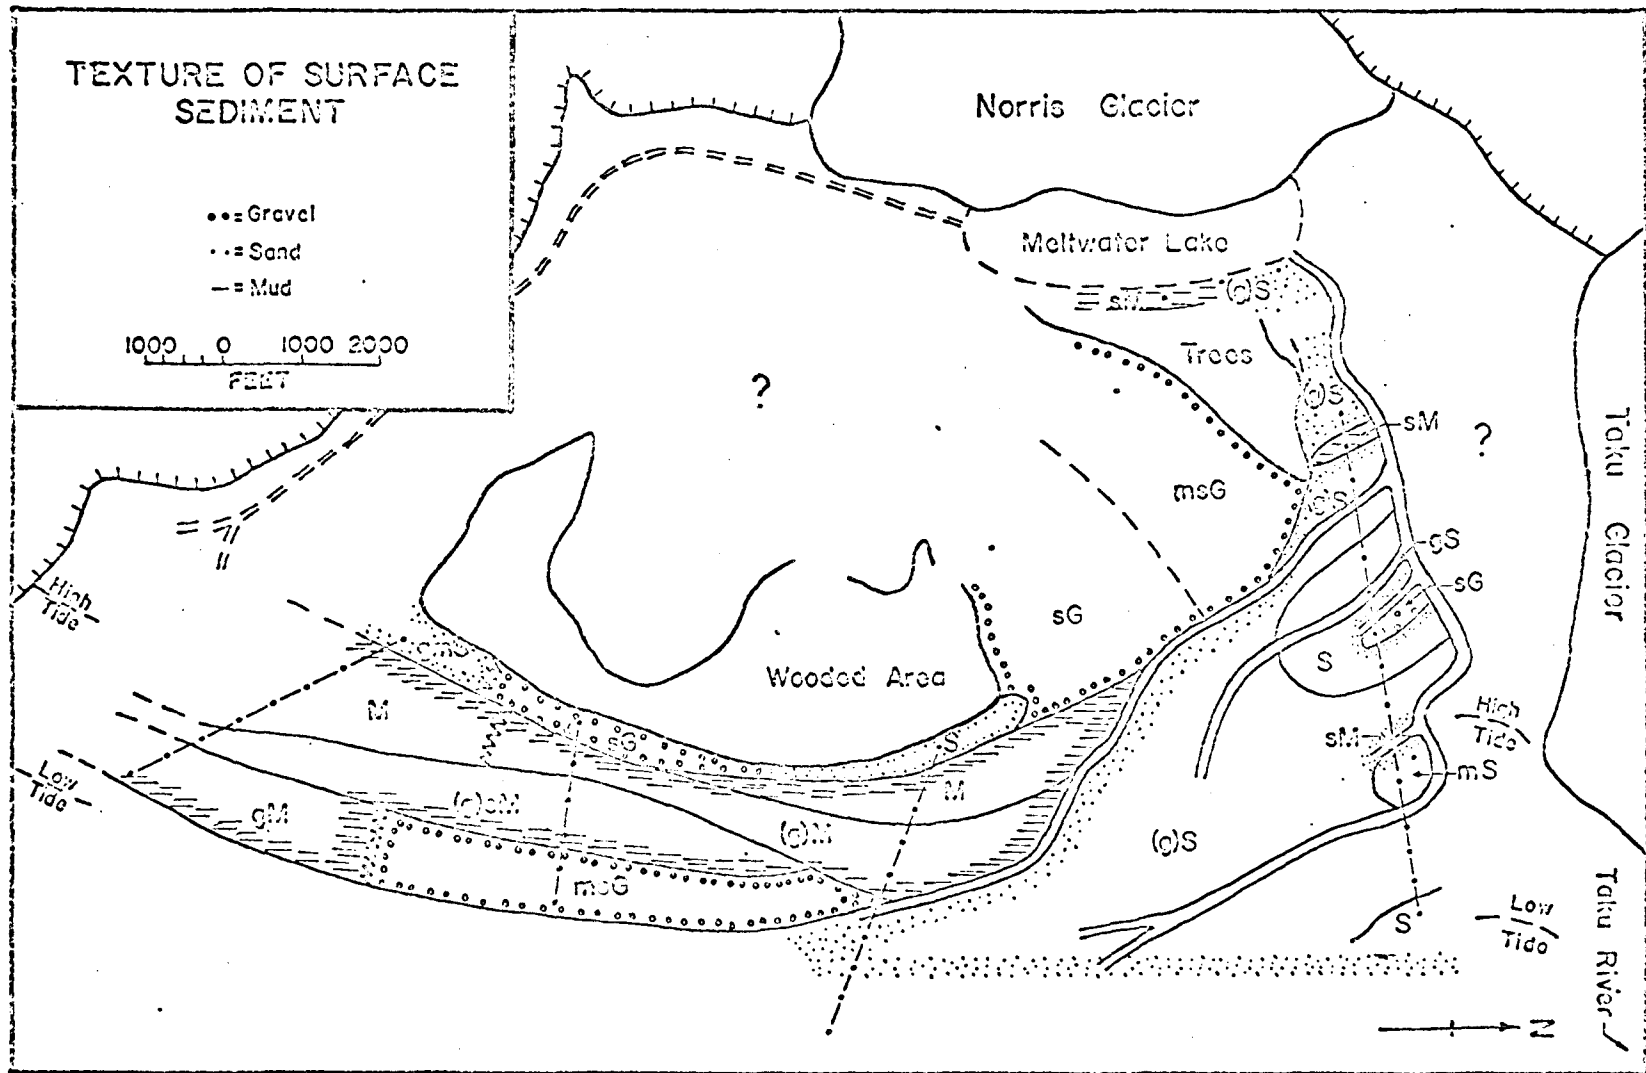 TEXTURE OF SURFACE
SEDIMENT
= Gravel
= Sand
= Mud
1000 0 1000 2000
FEET
Norris Glacier
Meltwater Lake
sM
(g)S
Trees
(g)S
sM
?
?
Taku Glacier
msG
(g)S
gS
sG
High
Tide
sG
S
gmS
Wooded Area
M
sG
S
High
Tide
sM
mS
Low
Tide
M
gM
(g)sM
(g)M
(g)S
msG
Low
Tide
S
Taku River
N